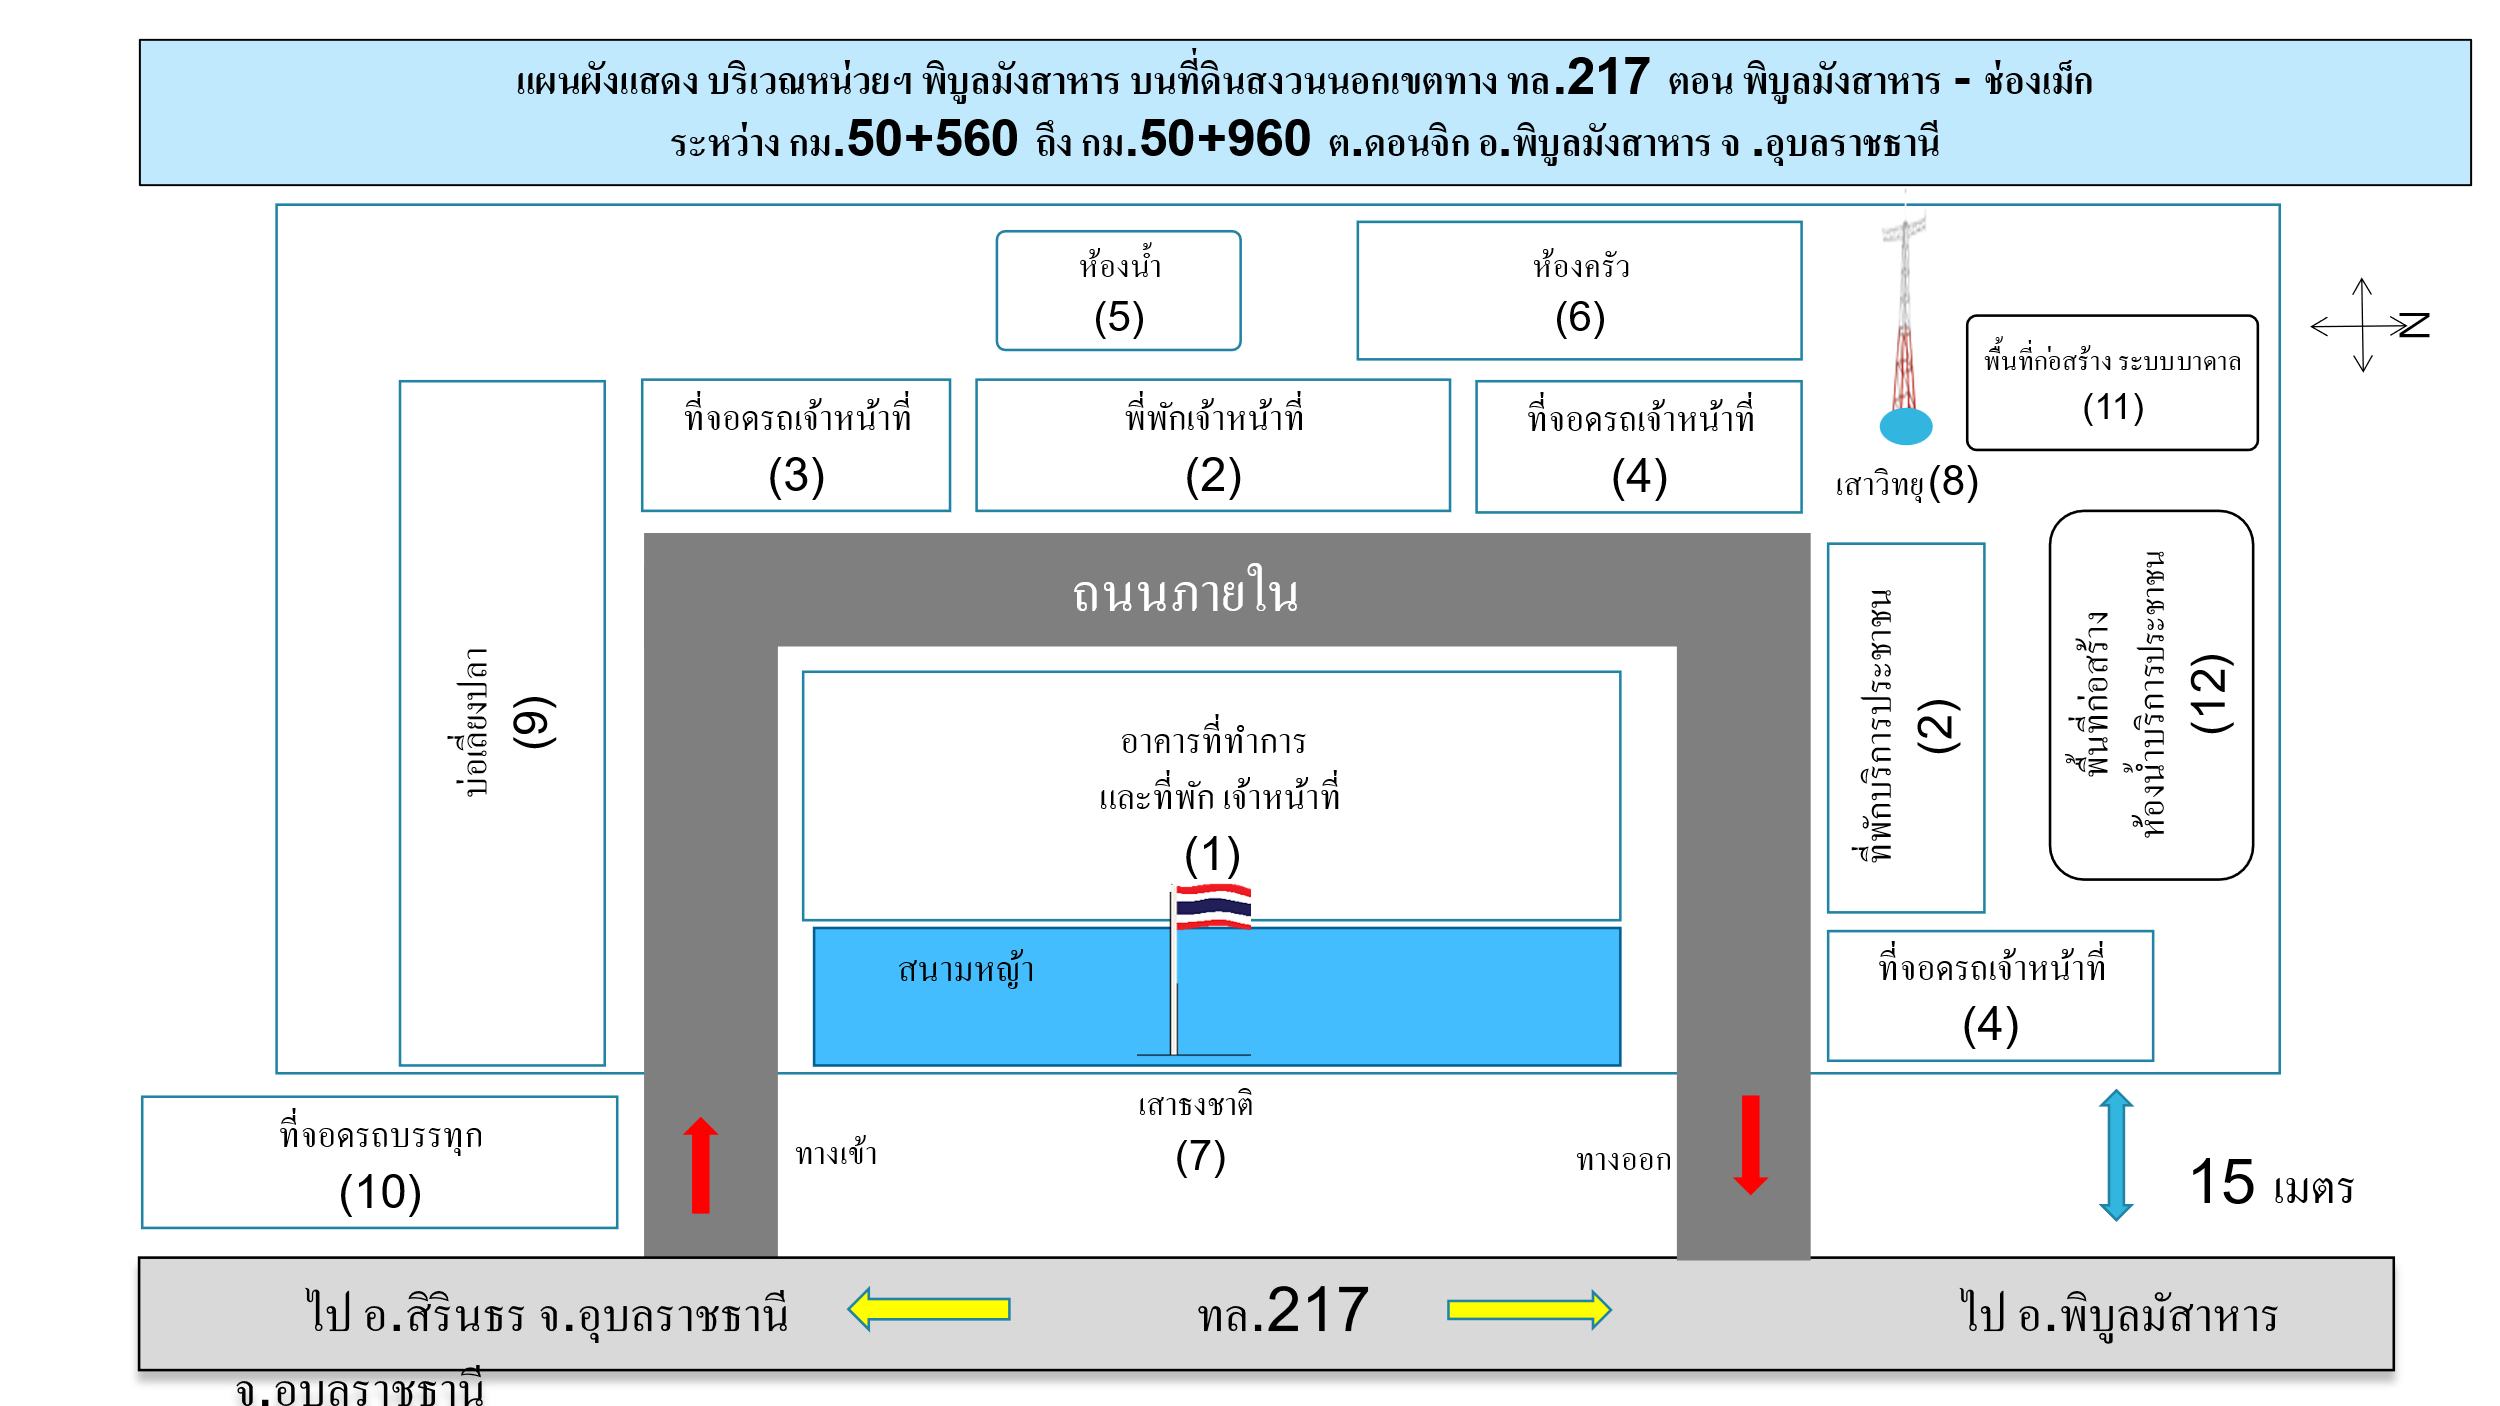 แผนผังแสดง บริเวณหน่วยฯ พิบูลมังสาหาร บนที่ดินสงวนนอกเขตทาง ทล.217 ตอน พิบูลมังสาหาร - ช่องเม็ก
ระหว่าง กม.50+560 ถึง กม.50+960 ต.ดอนจิก อ.พิบูลมังสาหาร จ .อุบลราชธานี
ห้องน้ำ
(5)
ห้องครัว
(6)
N
พื้นที่ก่อสร้าง ระบบบาดาล
(11)
ที่จอดรถเจ้าหน้าที่
(3)
พี่พักเจ้าหน้าที่
(2)
ที่จอดรถเจ้าหน้าที่
(4)
เสาวิทยุ(8)
ถนนภายใน
บ่อเลี้ยงปลา
(9)
อาคารที่ทำการ
และที่พัก เจ้าหน้าที่
(1)
ที่พักบริการประชาชน
(2)
พื้นที่ก่อสร้าง
ห้องน้ำบริการประชาชน
(12)
สนามหญ้า
ที่จอดรถเจ้าหน้าที่
(4)
ที่จอดรถบรรทุก
(10)
ทางเข้า
เสาธงชาติ
(7)
ทางออก
15 เมตร
ไป อ.สิรินธร จ.อุบลราชธานี
ทล.217
ไป อ.พิบูลมัสาหาร
จ.อุบลราชธานี